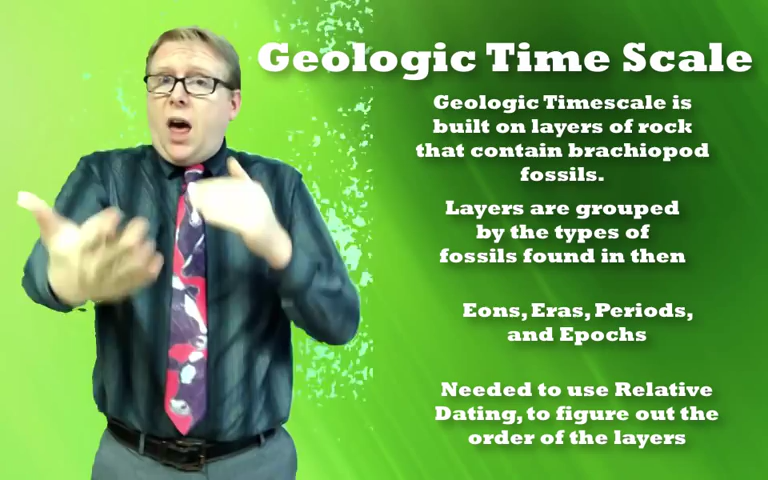 Geologic Time Scale
Geologic Timescale is
built on layers of rock
that contain brachiopod
fossils.
Layers are grouped
by the types of
fossils found in then
Eons, Eras, Periods,
and Epochs
Needed to use Relative
Dating, to figure out the
order of the layers